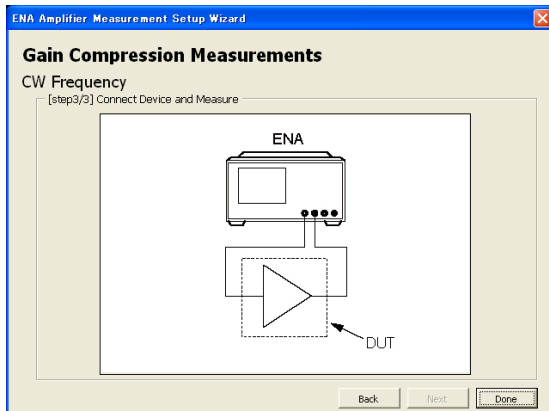 ENA Amplifier Measurement Setup Wizard
Gain Compression Measurements
CW Frequency
[step3/3] Connect Device and Measure
ENA
DUT
Back Next Done